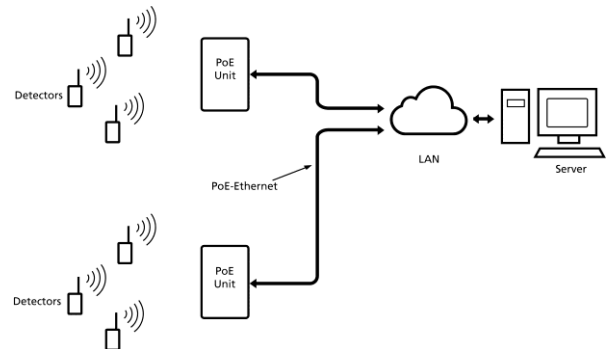 PoE
Unit
Detectors
LAN
Server
PoE-Ethernet
PoE
Unit
Detectors